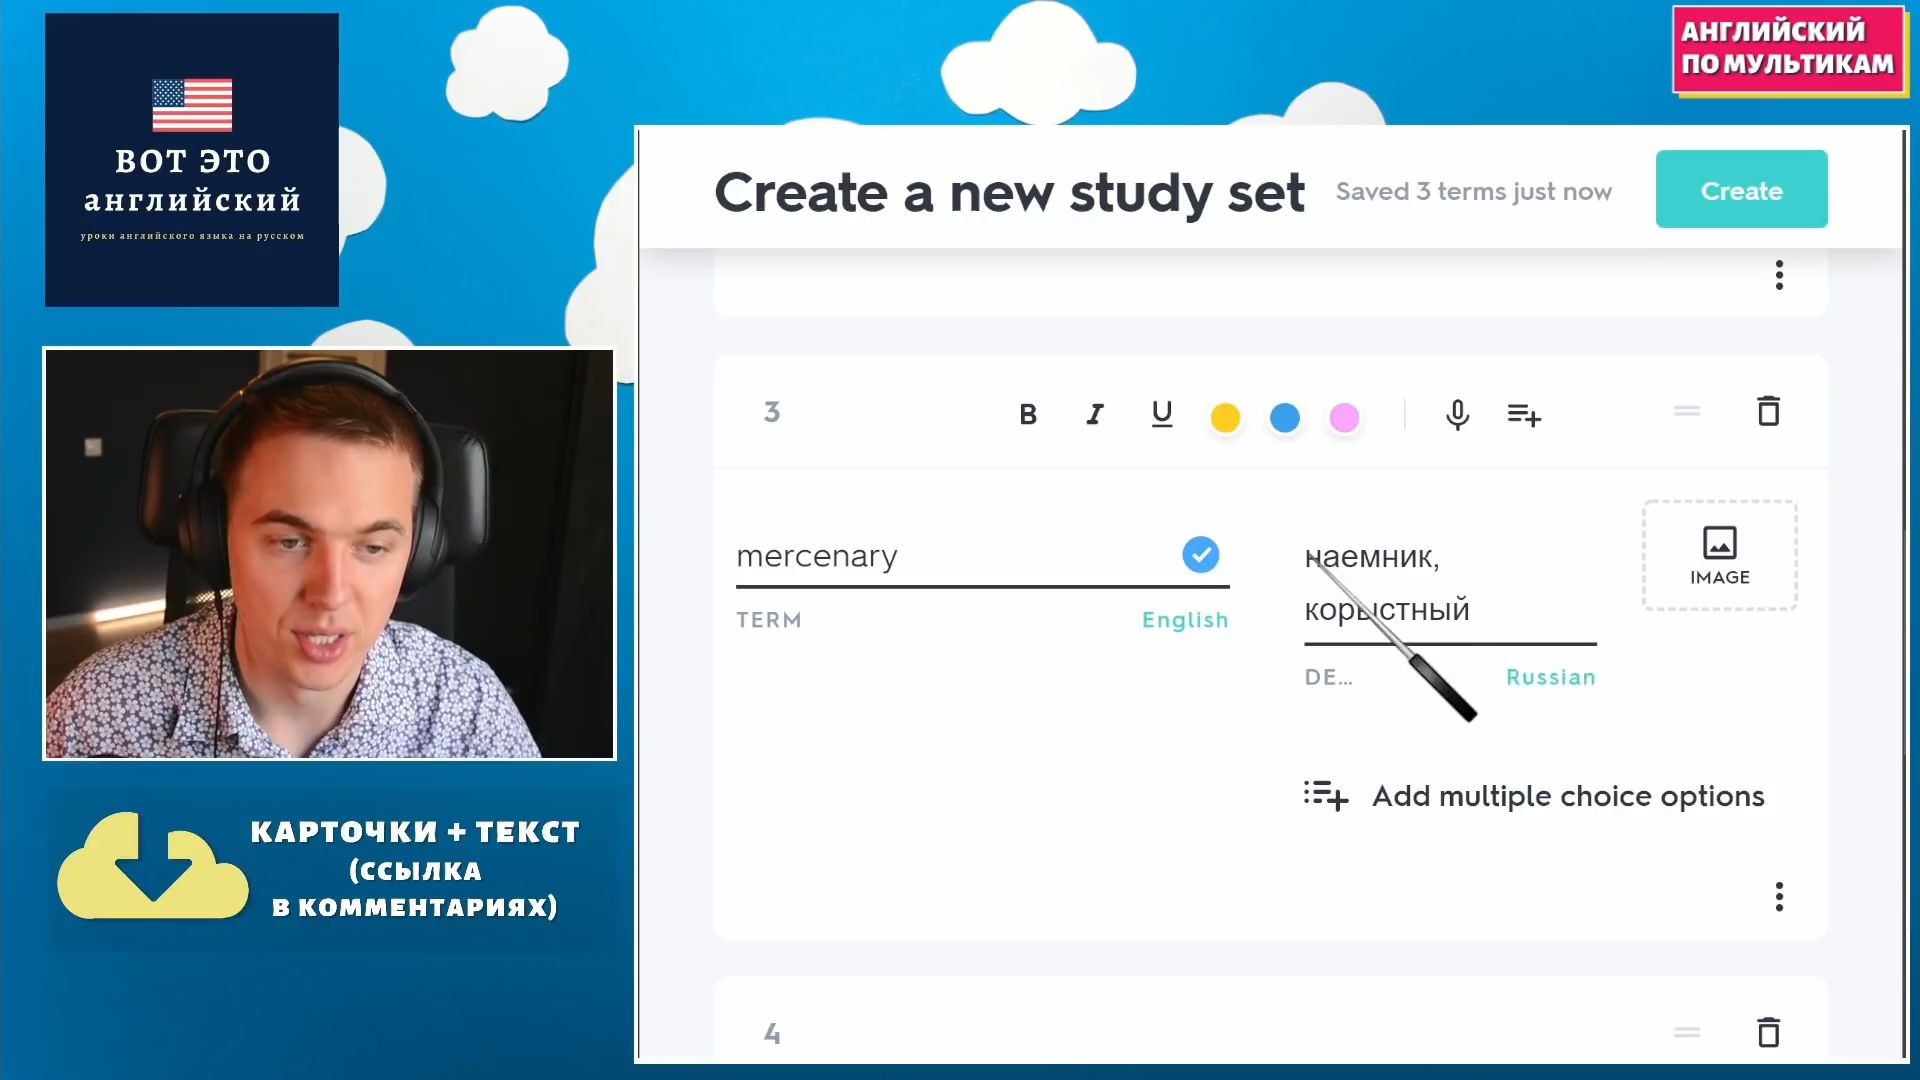 ВОТ ЭТО
английский
уроки английского языка на русском
АНГЛИЙСКИЙ
ПО МУЛЬТИКАМ
Create a new study set
Saved 3 terms just now
Create
3
B I U
mercenary
TERM
English
наемник,
корыстный
DE...
Russian
IMAGE
Add multiple choice options
4
КАРТОЧКИ + ТЕКСТ
(ССЫЛКА
В КОММЕНТАРИЯХ)